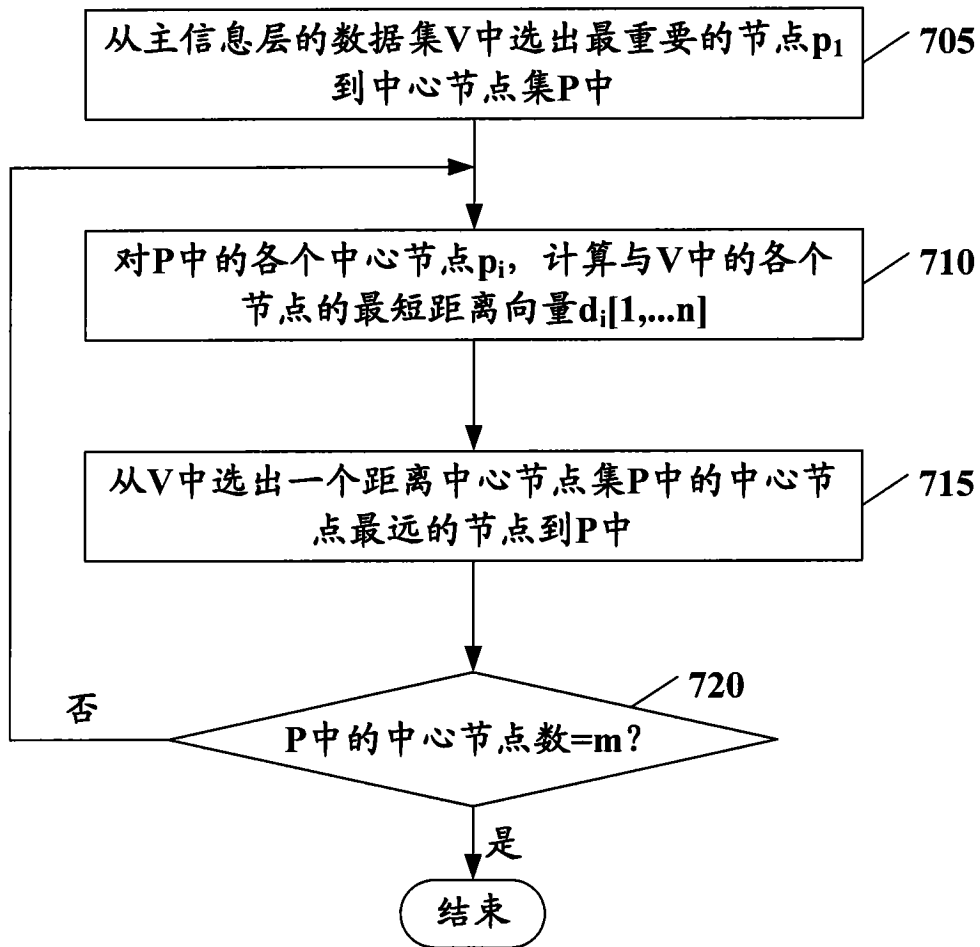 从主信息层的数据集V中选出最重要的节点p₁
到中心节点集P中
705
对P中的各个中心节点pᵢ，计算与V中的各个
节点的最短距离向量dᵢ[1,...n]
710
从V中选出一个距离中心节点集P中的中心节
点最远的节点到P中
715
720
否
P中的中心节点数=m？
是
结束